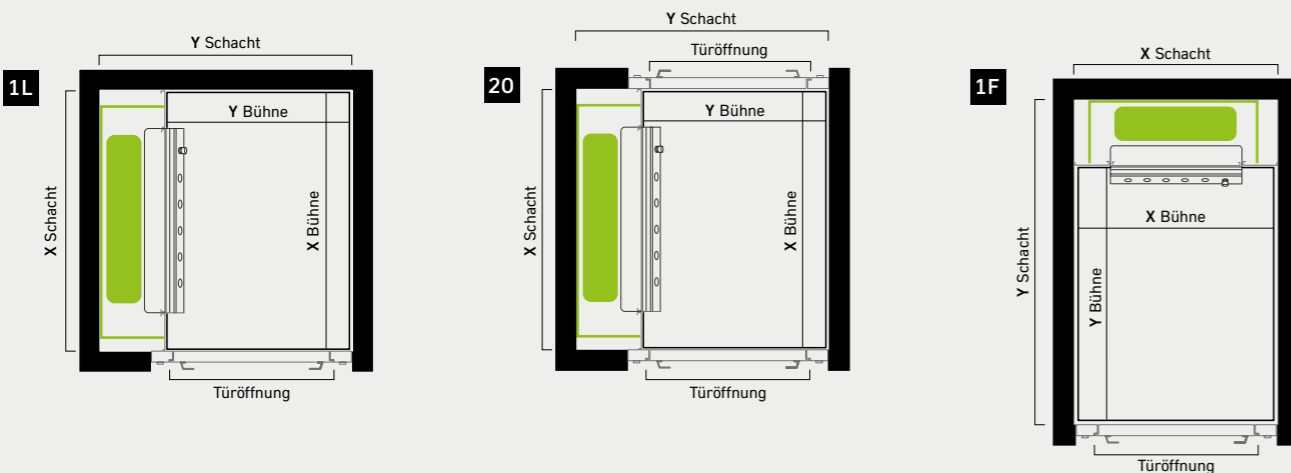 1L
Y Schacht
Y Bühne
X Schacht
X Bühne
Türöffnung
20
Y Schacht
Türöffnung
Y Bühne
X Schacht
X Bühne
Türöffnung
1F
X Schacht
X Bühne
Y Schacht
Y Bühne
Türöffnung